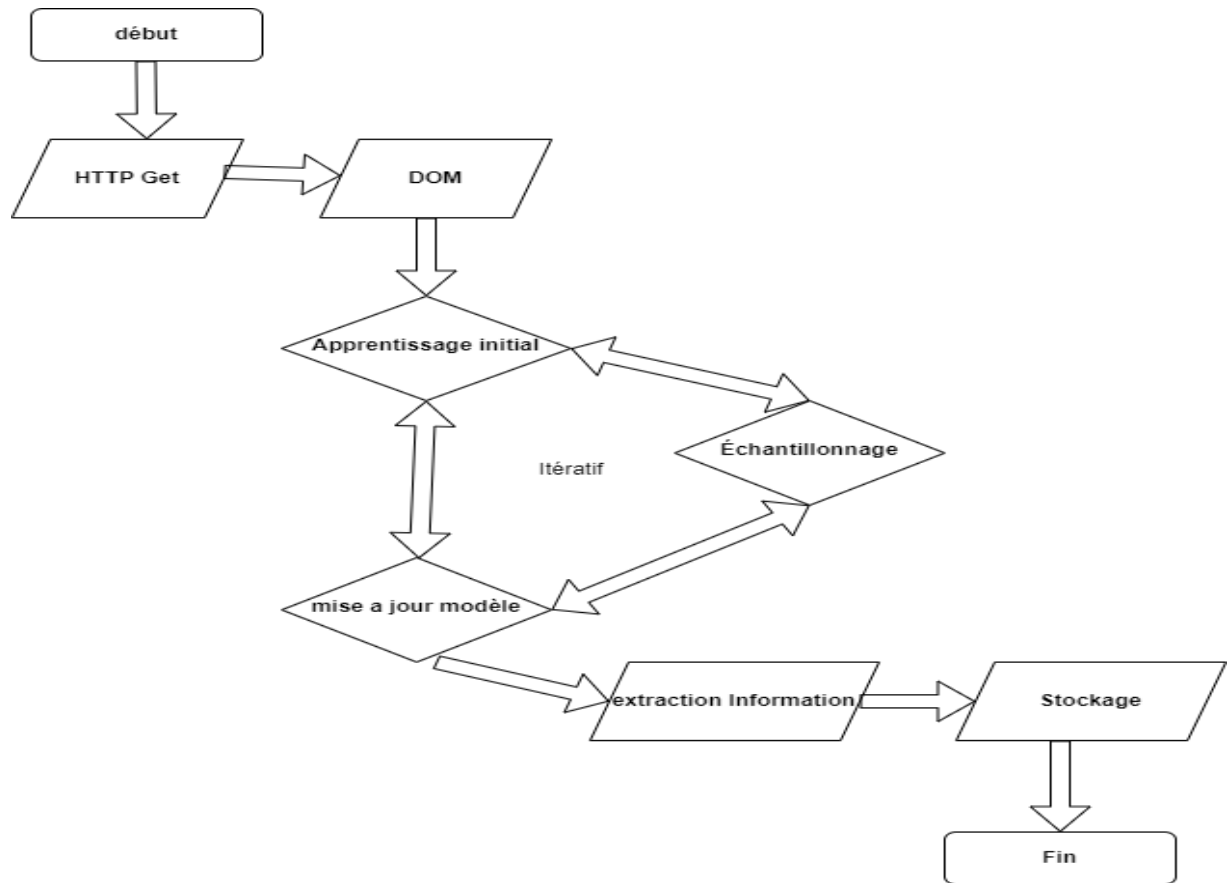 début
HTTP Get
DOM
Apprentissage initial
Échantillonnage
Itératif
mise a jour modèle
extraction Information
Stockage
Fin